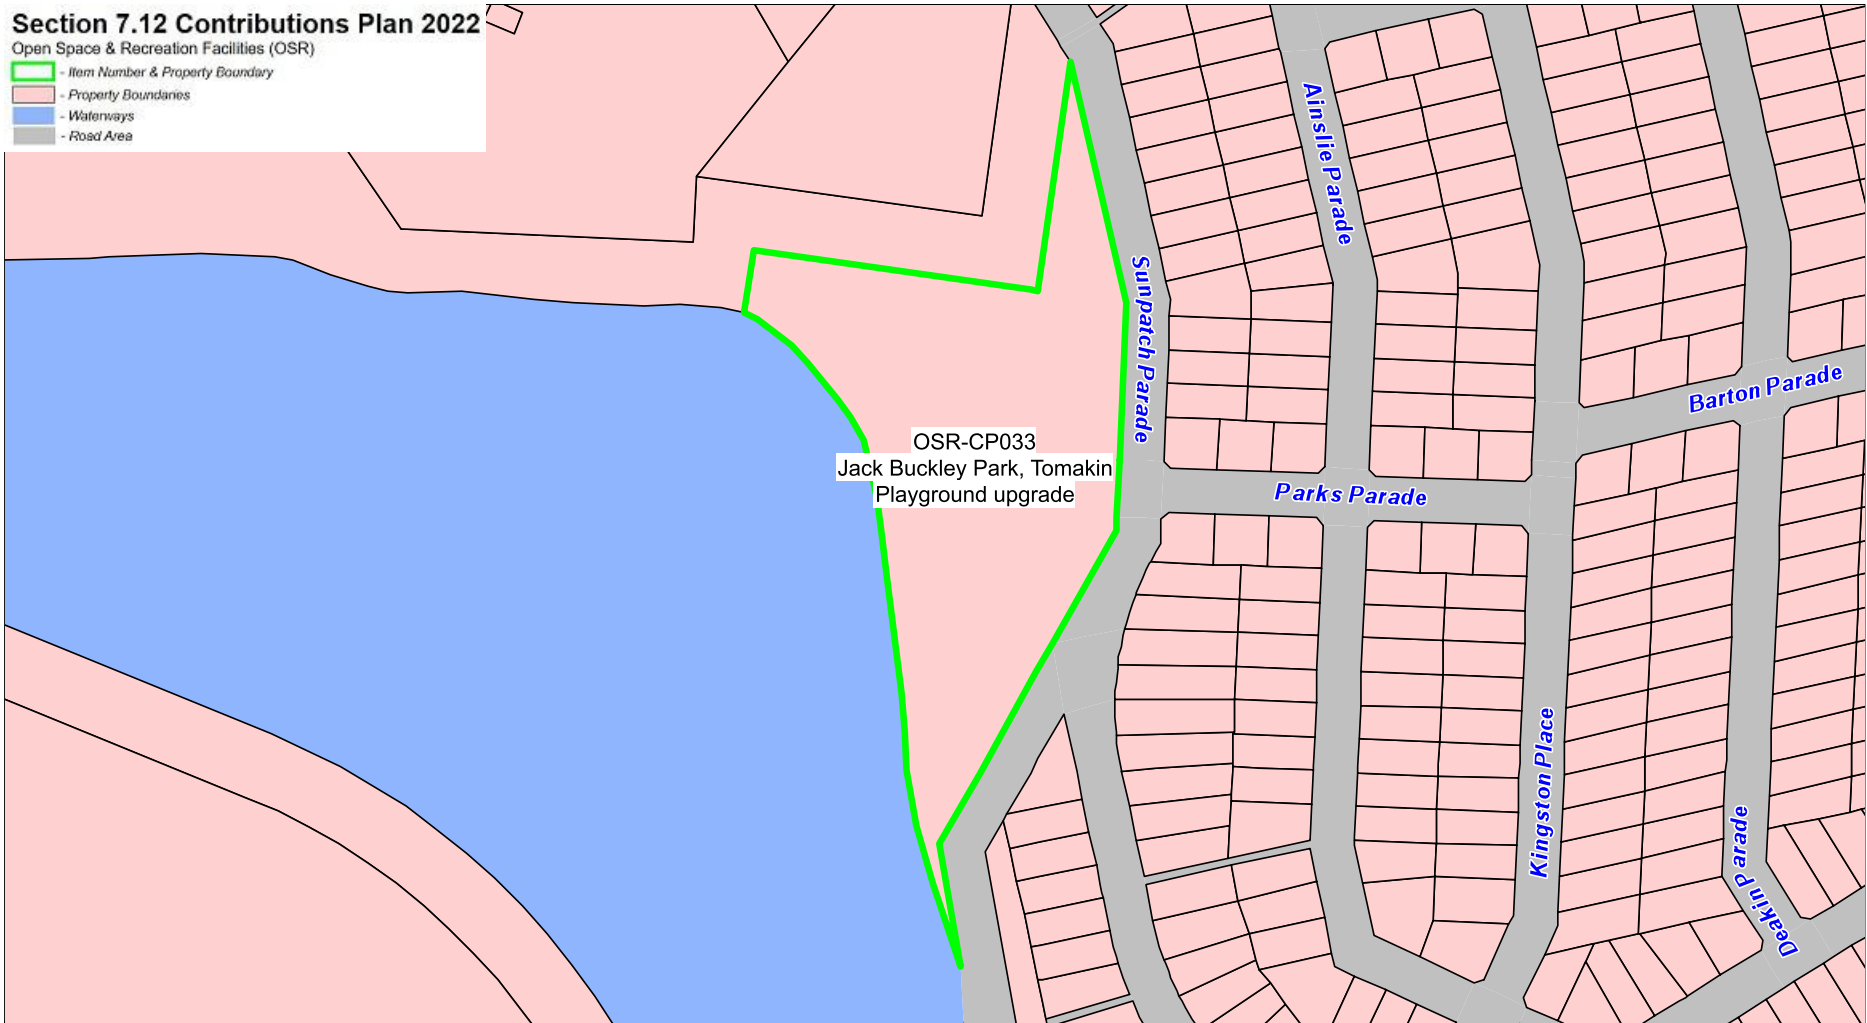 Section 7.12 Contributions Plan 2022
Open Space & Recreation Facilities (OSR)
- Item Number & Property Boundary
- Property Boundaries
- Waterways
- Road Area
Ainslie Parade
Sunpatch Parade
Barton Parade
OSR-CP033
Jack Buckley Park, Tomakin
Playground upgrade
Parks Parade
Kingston Place
Deakin Parade